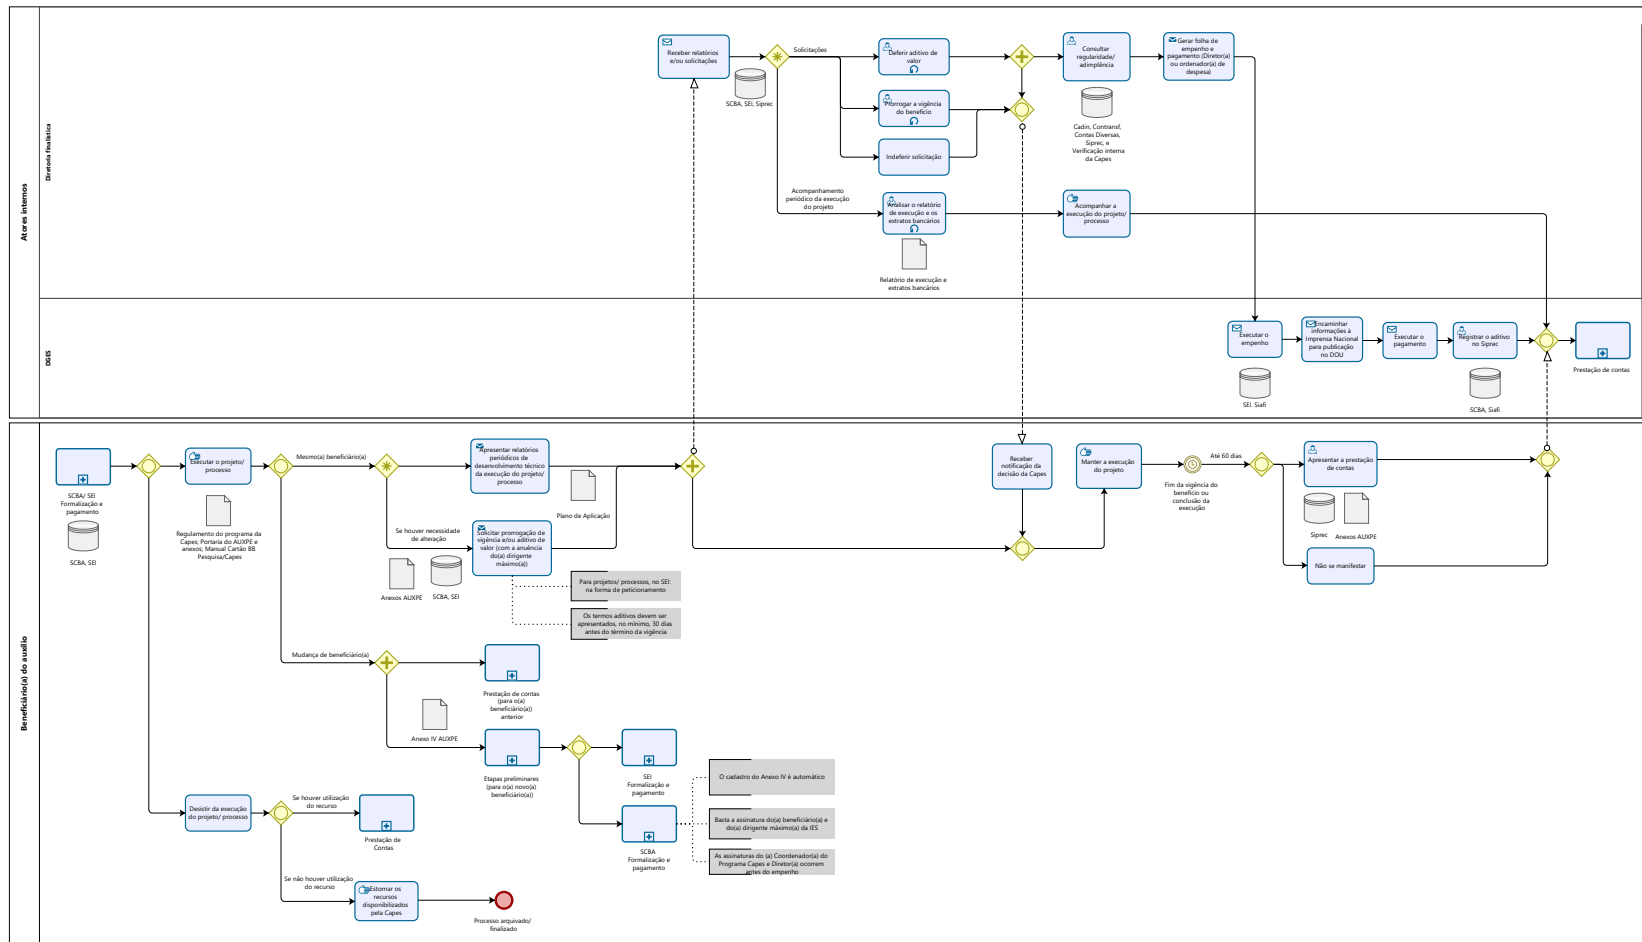 Atores internos
Diretoria finalística
Receber relatórios
e/ou solicitações
SCBA, SEI, Siprec
Solicitações
Deferir aditivo de
valor
Prorrogar a vigência
do benefício
Indeferir solicitação
Acompanhamento
periódico da execução
do projeto
Analisar o relatório
de execução e os
extratos bancários
Relatório de execução e
extratos bancários
Consultar
regularidade/
adimplência
Cadin, Contransf,
Contas Diversas,
Siprec, e
Verificação interna
da Capes
Gerar folha de
empenho e
pagamento (Diretor(a)
ou ordenador(a) de
despesa)
Acompanhar a
execução do projeto/
processo
DGES
Executar o
empenho
SEI. Siafi
Encaminhar
informações à
Imprensa Nacional
para publicação
no DOU
Executar o
pagamento
Registrar o aditivo
no Siprec
SCBA, Siafi
Prestação de contas
Beneficiário(a) do auxílio
SCBA/ SEI
Formalização e
pagamento
SCBA, SEI
Executar o projeto/
processo
Regulamento do programa da
Capes; Portaria do AUXPE e
anexos; Manual Cartão BB
Pesquisa/Capes
Mesmo(a) beneficiário(a)
Apresentar relatórios
periódicos de
desenvolvimento técnico
da execução do projeto/
processo
Plano de Aplicação
Se houver necessidade
de alteração
Anexos AUXPE
SCBA, SEI
Solicitar prorrogação de
vigência e/ou aditivo de
valor (com a anuência
do(a) dirigente
máximo(a))
Para projetos/ processos, no SEI:
na forma de peticionamento
Os termos aditivos devem ser
apresentados, no mínimo, 30 dias
antes do término da vigência
Receber
notificação da
decisão da Capes
Manter a execução
do projeto
Fim da vigência do
benefício ou
conclusão da
execução
Até 60 dias
Apresentar a prestação
de contas
Siprec
Anexos AUXPE
Não se manifestar
Mudança de beneficiário(a)
Prestação de contas
(para o(a)
beneficiário(a))
anterior
Anexo IV AUXPE
Etapas preliminares
(para o(a) novo(a)
beneficiário(a))
SEI
Formalização e
pagamento
SCBA
Formalização e
pagamento
O cadastro do Anexo IV é automático
Basta a assinatura do(a) beneficiário(a) e
do(a) dirigente máximo(a) da IES
As assinaturas do (a) Coordenador(a) do
Programa Capes e Diretor(a) ocorrem
antes do empenho
Desistir da execução
do projeto/ processo
Se houver utilização
do recurso
Prestação de
Contas
Se não houver utilização
do recurso
Estornar os
recursos
disponibilizados
pela Capes
Processo arquivado/
finalizado